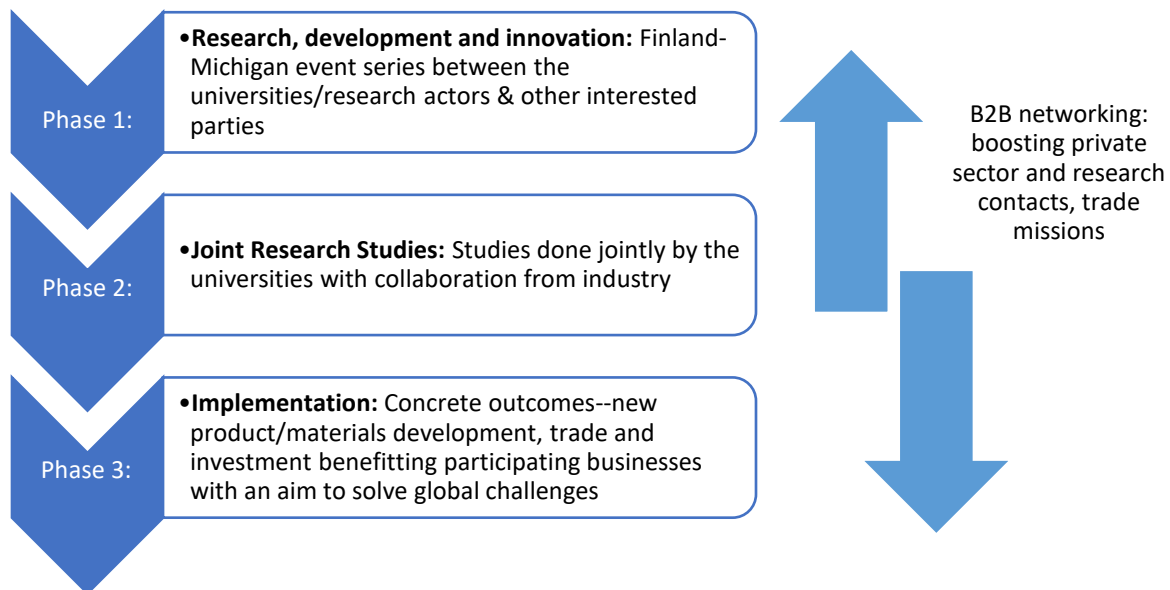 Phase 1:
•Research, development and innovation: Finland-
Michigan event series between the
universities/research actors & other interested
parties
Phase 2:
•Joint Research Studies: Studies done jointly by the
universities with collaboration from industry
Phase 3:
•Implementation: Concrete outcomes--new
product/materials development, trade and
investment benefitting participating businesses
with an aim to solve global challenges
B2B networking:
boosting private
sector and research
contacts, trade
missions